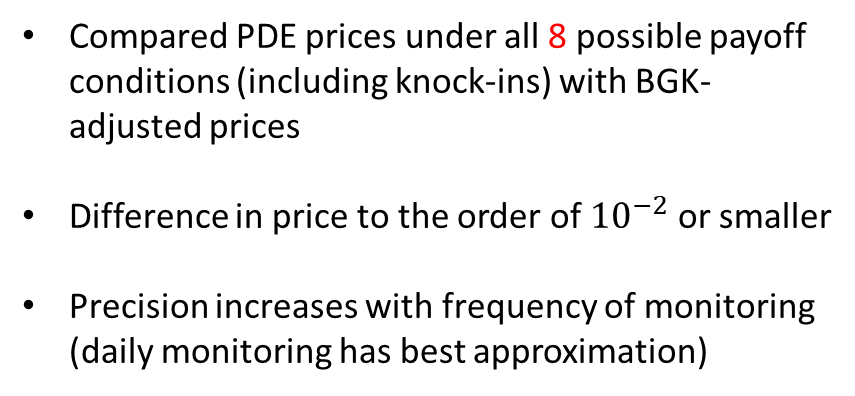 • Compared PDE prices under all 8 possible payoff
conditions (including knock-ins) with BGK-
adjusted prices
• Difference in price to the order of 10⁻² or smaller
• Precision increases with frequency of monitoring
(daily monitoring has best approximation)